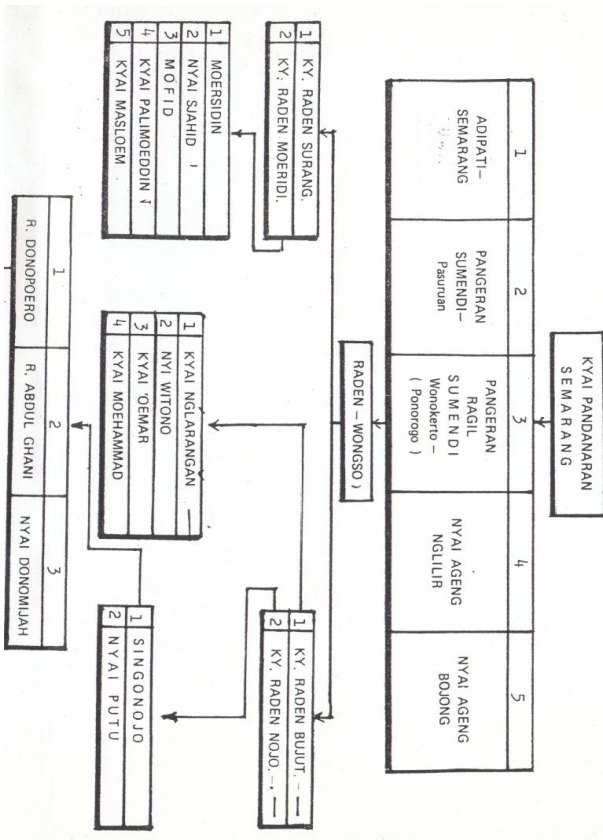 KYAI PANDANARAN
SEMARANG
1
ADIPATI–
SEMARANG
2
PANGERAN
SUMENDI–
Pasuruan
3
PANGERAN
RAGIL
SUMENDI
Wonokerto –
( Ponorogo )
4
NYAI AGENG
NGLILIR
5
NYAI AGENG
BOJONG
RADEN – WONGSO )
1 KY. RADEN SURANG.
2 KY. RADEN MOERIDI.
1 KY. RADEN BUJUT. –
2 KY. RADEN NOJO. –.
1 MOERSIDIN
2 NYAI SJAHID
3 MOFID
4 KYAI PALIMOEDDIN
5 KYAI MASLOEM
1 KYAI NGLARANGAN
2 NYI WITONO
3 KYAI 'OEMAR
4 KYAI MOEHAMMAD
1 SINGONOJO
2 NYAI PUTU
1
R. DONOPOERO
2
R. ABDUL GHANI
3
NYAI DONOMIJAH